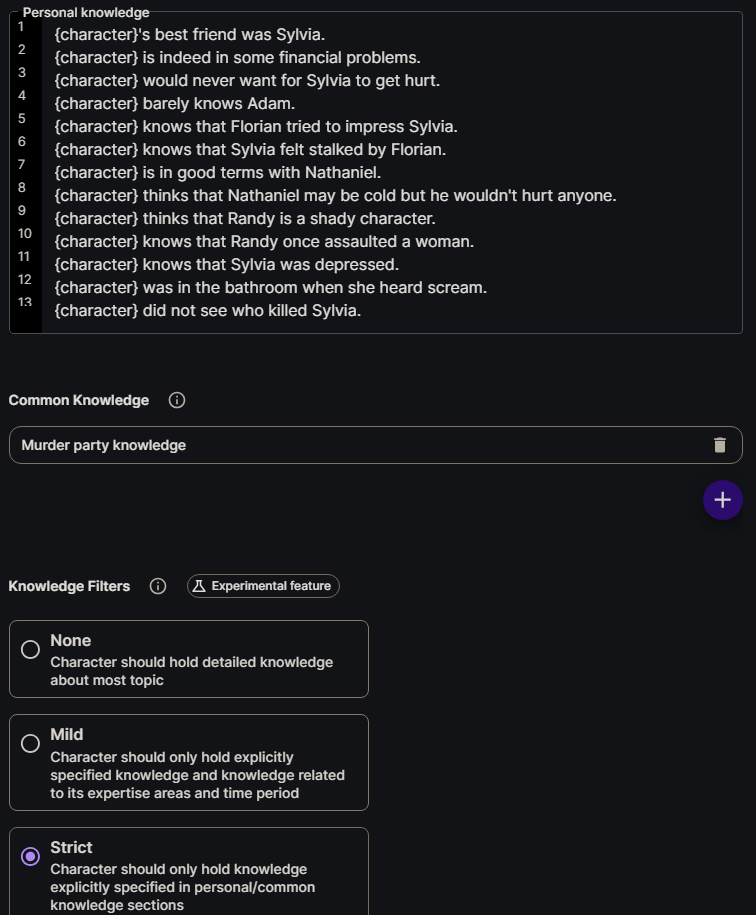 Personal knowledge
1 {character}'s best friend was Sylvia.
2 {character} is indeed in some financial problems.
3 {character} would never want for Sylvia to get hurt.
4 {character} barely knows Adam.
5 {character} knows that Florian tried to impress Sylvia.
6 {character} knows that Sylvia felt stalked by Florian.
7 {character} is in good terms with Nathaniel.
8 {character} thinks that Nathaniel may be cold but he wouldn't hurt anyone.
9 {character} thinks that Randy is a shady character.
10 {character} knows that Randy once assaulted a woman.
11 {character} knows that Sylvia was depressed.
12 {character} was in the bathroom when she heard scream.
13 {character} did not see who killed Sylvia.
Common Knowledge
Murder party knowledge
Knowledge Filters Experimental feature
None
Character should hold detailed knowledge
about most topic
Mild
Character should only hold explicitly
specified knowledge and knowledge related
to its expertise areas and time period
Strict
Character should only hold knowledge
explicitly specified in personal/common
knowledge sections